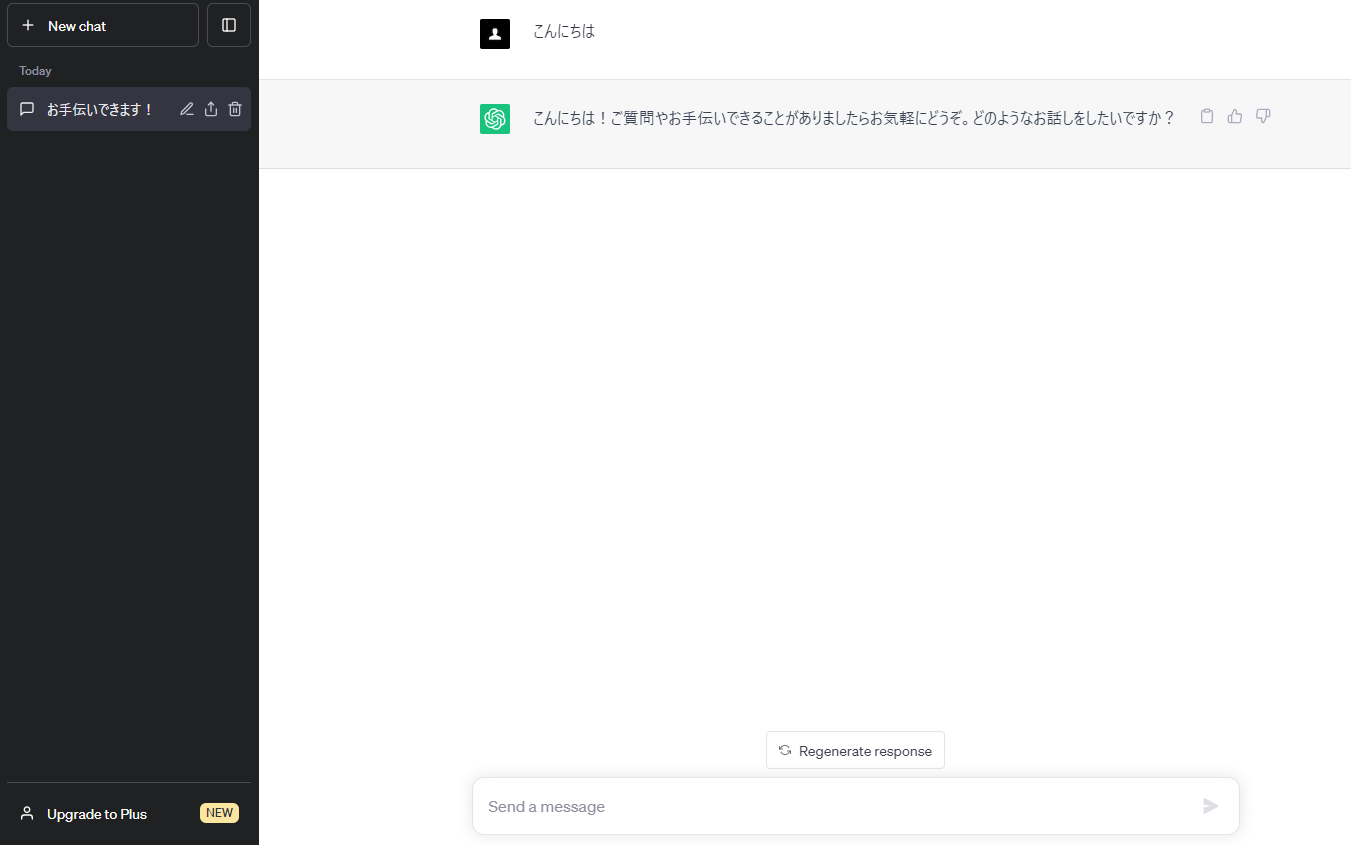 New chat
Today
お手伝いできます！
こんにちは
こんにちは！ご質問やお手伝いできることがありましたらお気軽にどうぞ。どのようなお話しをしたいですか？
Regenerate response
Send a message
Upgrade to Plus NEW